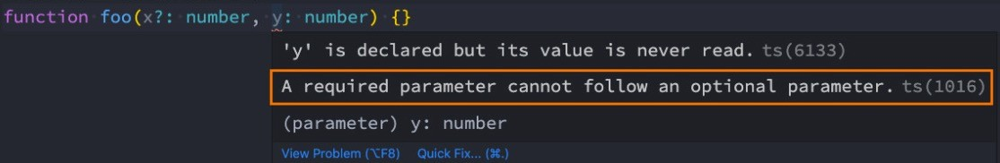 function foo(x?: number, y: number) {}
'y' is declared but its value is never read. ts(6133)
A required parameter cannot follow an optional parameter. ts(1016)
(parameter) y: number
View Problem (⌥F8) Quick Fix... (⌘.)